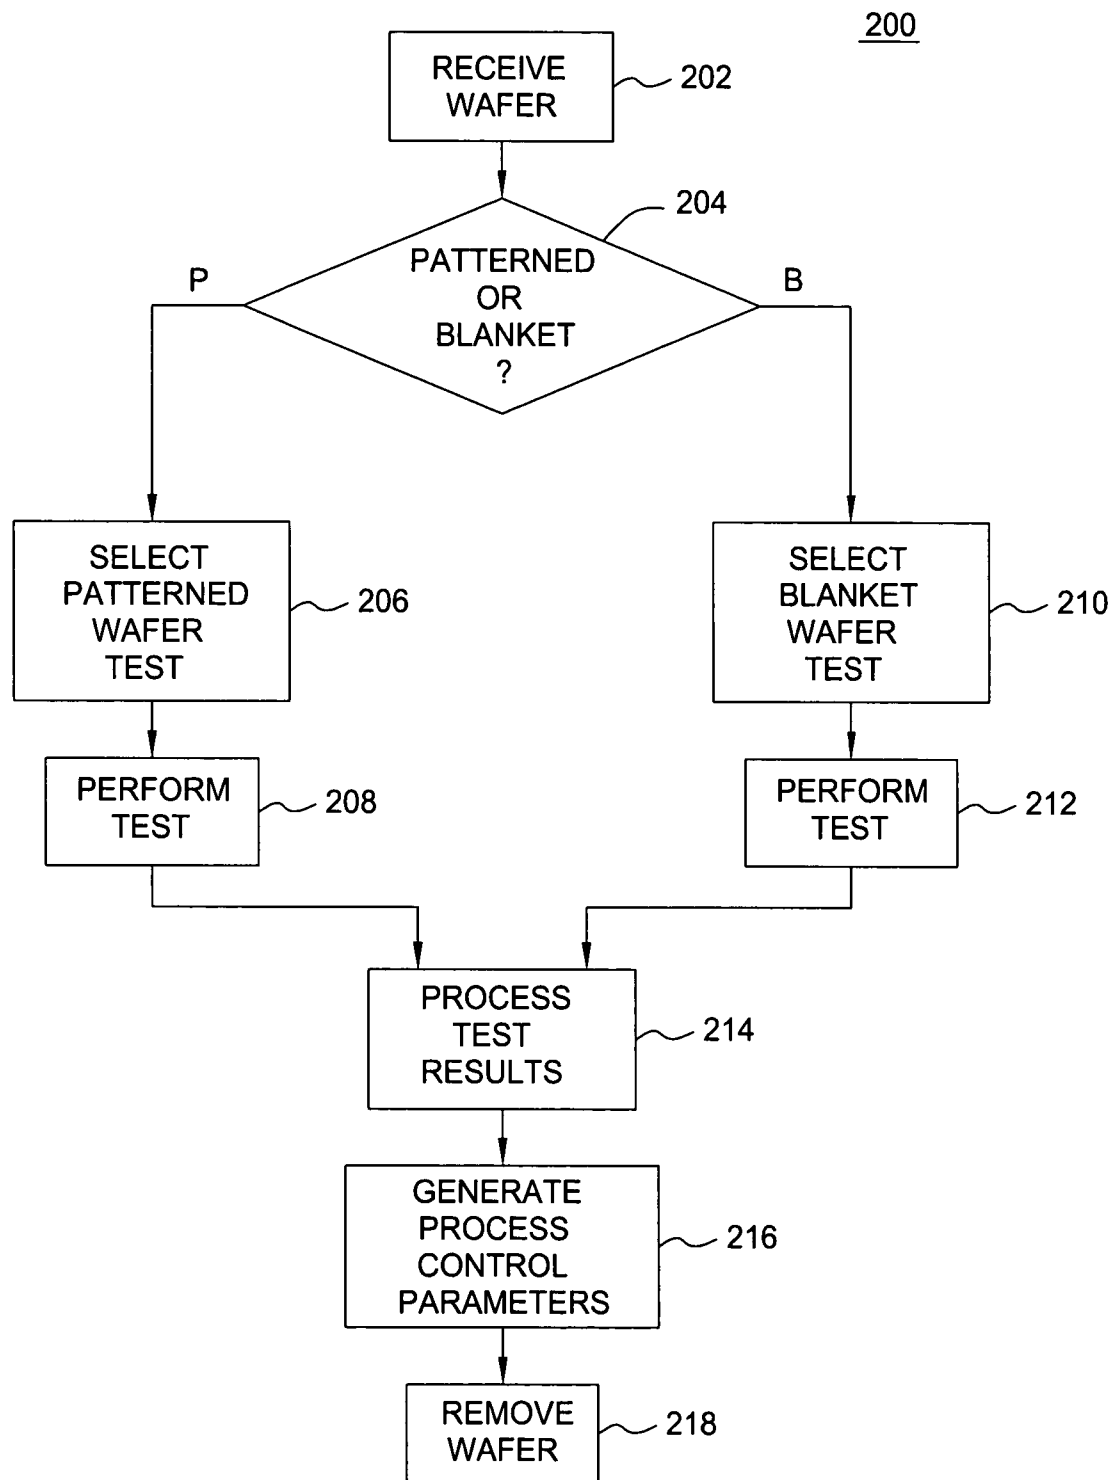 200
RECEIVE
WAFER
202
204
PATTERNED
OR
BLANKET
?
P
B
SELECT
PATTERNED
WAFER
TEST
206
SELECT
BLANKET
WAFER
TEST
210
PERFORM
TEST
208
PERFORM
TEST
212
PROCESS
TEST
RESULTS
214
GENERATE
PROCESS
CONTROL
PARAMETERS
216
REMOVE
WAFER
218